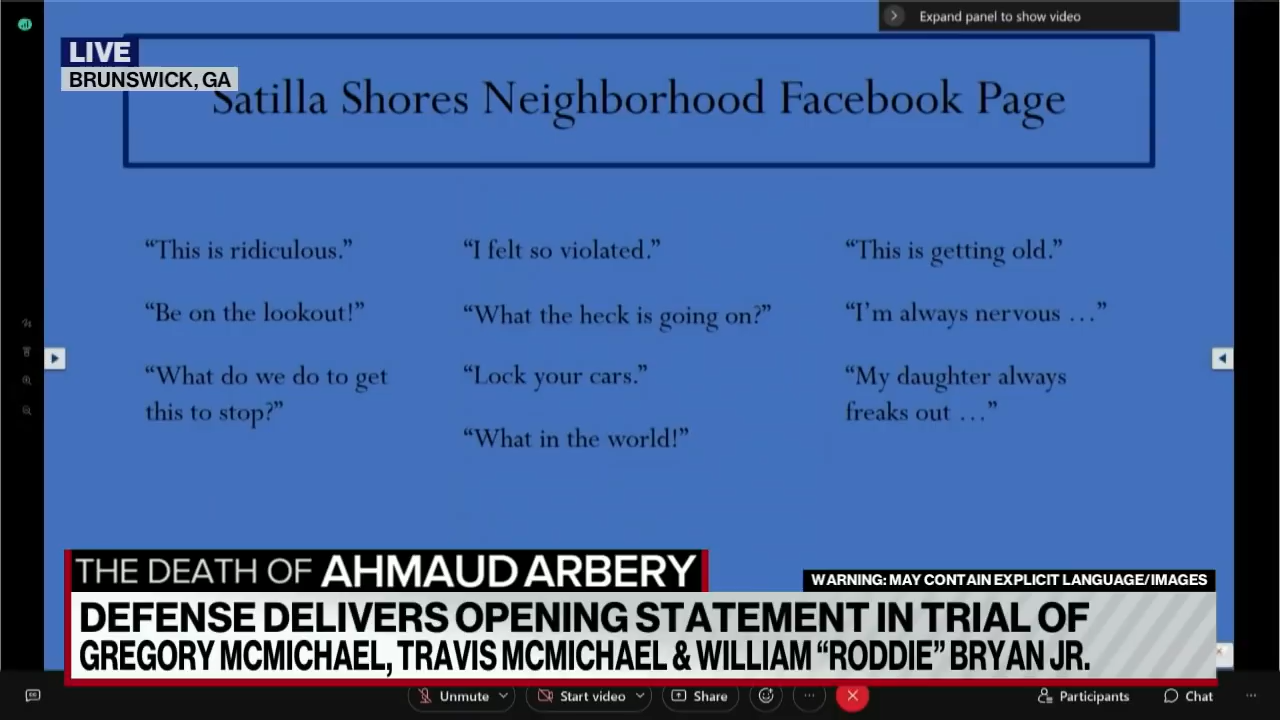 Expand panel to show video
LIVE
BRUNSWICK, GA
Satilla Shores Neighborhood Facebook Page
“This is ridiculous.”
“Be on the lookout!”
“What do we do to get
this to stop?”
“I felt so violated.”
“What the heck is going on?”
“Lock your cars.”
“What in the world!”
“This is getting old.”
“I’m always nervous …”
“My daughter always
freaks out …”
THE DEATH OF AHMAUD ARBERY
WARNING: MAY CONTAIN EXPLICIT LANGUAGE/IMAGES
DEFENSE DELIVERS OPENING STATEMENT IN TRIAL OF
GREGORY MCMICHAEL, TRAVIS MCMICHAEL & WILLIAM “RODDIE” BRYAN JR.
Unmute
Start video
Share
Participants
Chat